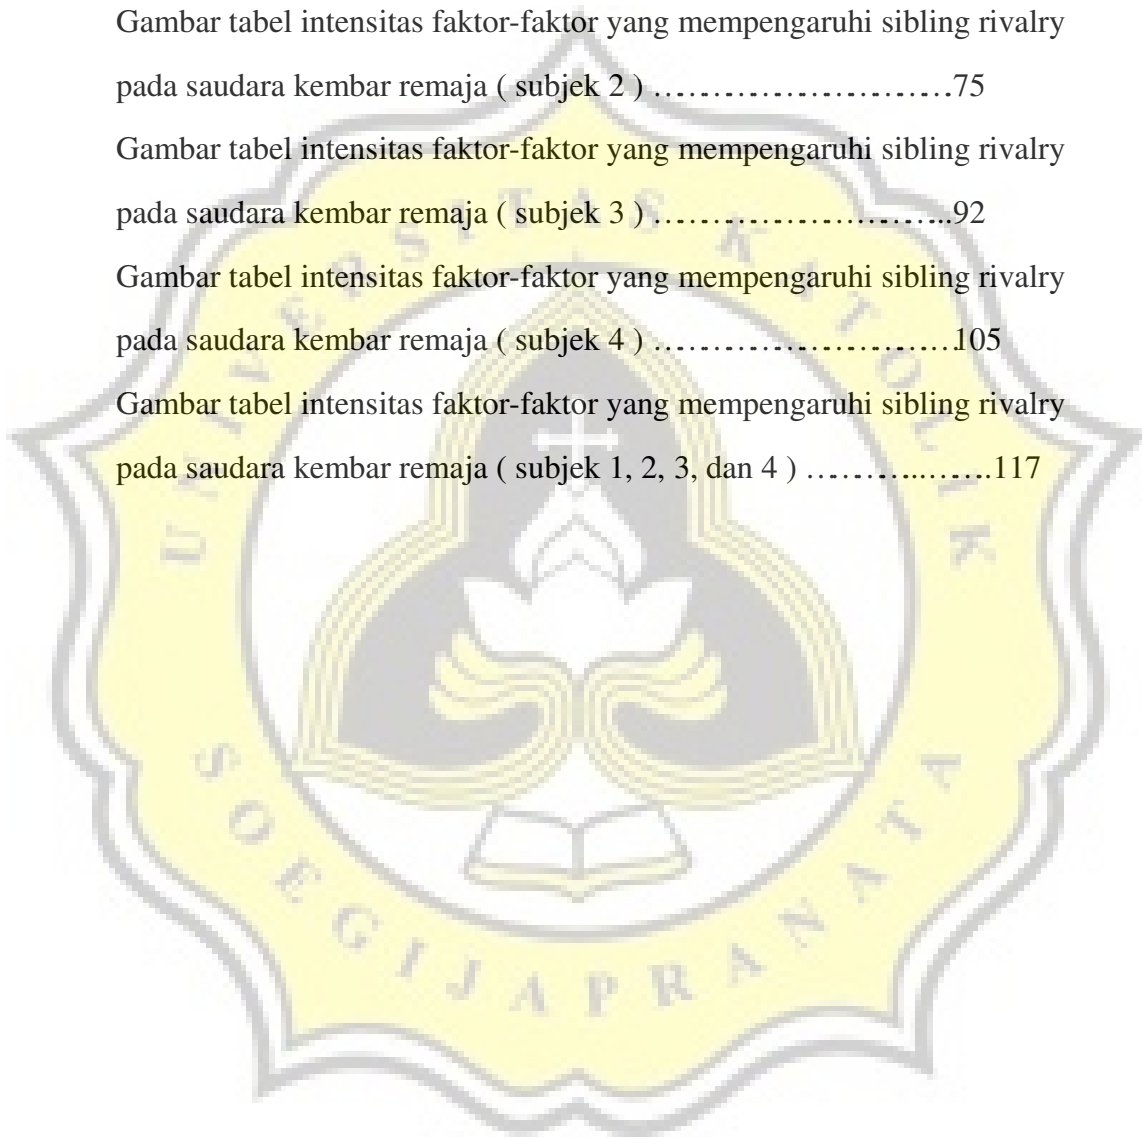 Gambar tabel intensitas faktor-faktor yang mempengaruhi sibling rivalry
pada saudara kembar remaja ( subjek 2 ) ……………………………75
Gambar tabel intensitas faktor-faktor yang mempengaruhi sibling rivalry
pada saudara kembar remaja ( subjek 3 ) …………………….……..92
Gambar tabel intensitas faktor-faktor yang mempengaruhi sibling rivalry
pada saudara kembar remaja ( subjek 4 ) ……………………………105
Gambar tabel intensitas faktor-faktor yang mempengaruhi sibling rivalry
pada saudara kembar remaja ( subjek 1, 2, 3, dan 4 ) …………..……..117
UNIVERSITAS KATOLIK
SOEGIJAPRANATA